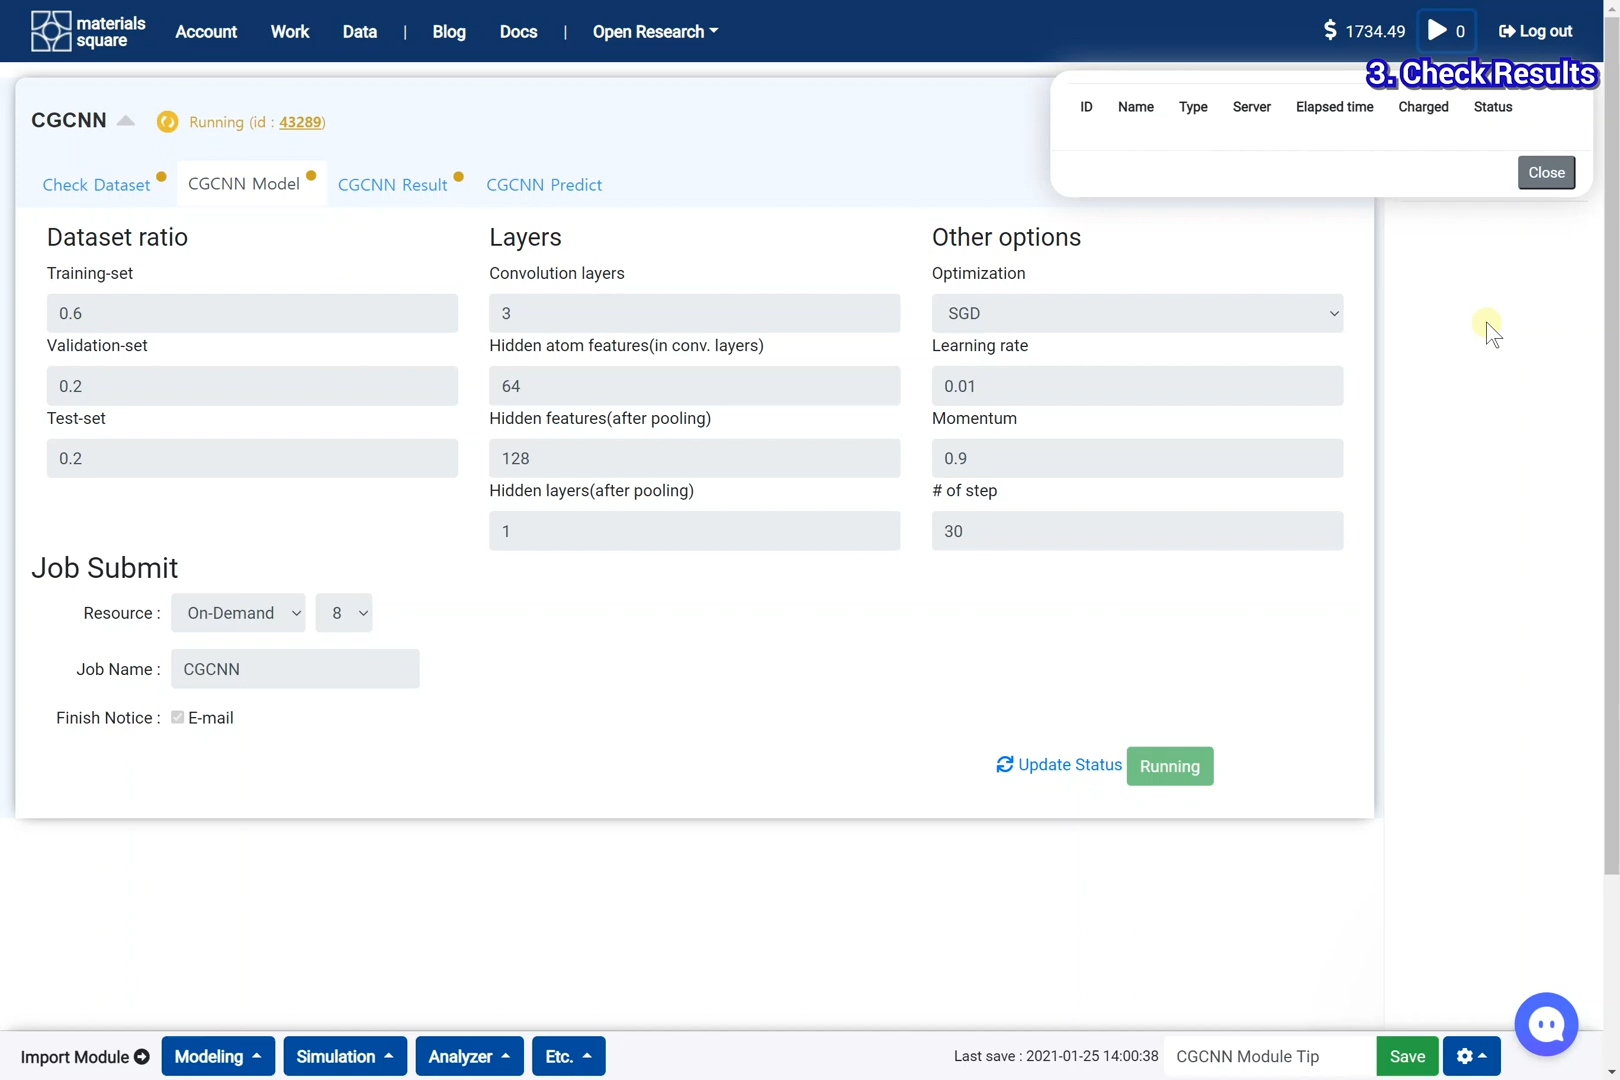 materials
square
Account Work Data | Blog Docs | Open Research
$ 1734.49 0 Log out
3. Check Results
ID Name Type Server Elapsed time Charged Status
Close
CGCNN Running (id : 43289)
Check Dataset CGCNN Model CGCNN Result CGCNN Predict
Dataset ratio
Training-set
0.6
Validation-set
0.2
Test-set
0.2
Layers
Convolution layers
3
Hidden atom features(in conv. layers)
64
Hidden features(after pooling)
128
Hidden layers(after pooling)
1
Other options
Optimization
SGD
Learning rate
0.01
Momentum
0.9
# of step
30
Job Submit
Resource : On-Demand 8
Job Name : CGCNN
Finish Notice : E-mail
Update Status Running
Import Module Modeling Simulation Analyzer Etc. Last save : 2021-01-25 14:00:38 CGCNN Module Tip Save